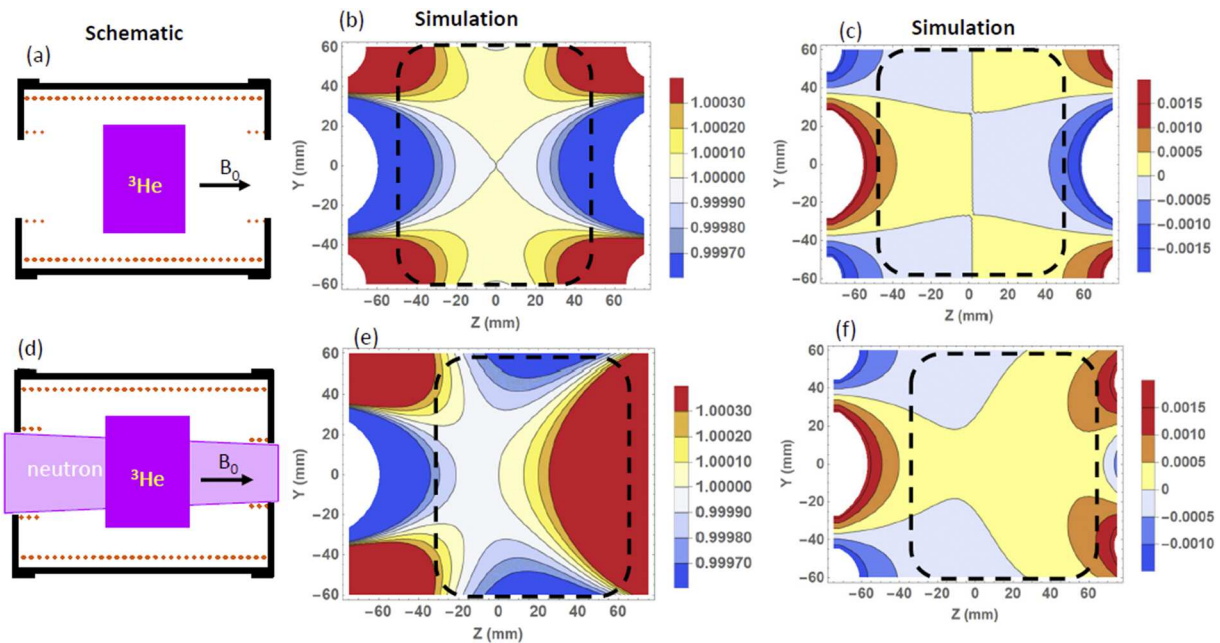 Schematic
Simulation
Simulation
(a)
³He
B₀
(b)
60
40
20
0
−20
−40
−60
Y (mm)
−60 −40 −20 0 20 40 60
Z (mm)
1.00030
1.00020
1.00010
1.00000
0.99990
0.99980
0.99970
(c)
60
40
20
0
−20
−40
−60
Y (mm)
−60 −40 −20 0 20 40 60
Z (mm)
0.0015
0.0010
0.0005
0
−0.0005
−0.0010
−0.0015
(d)
neutron
³He
B₀
(e)
60
40
20
0
−20
−40
−60
Y (mm)
−60 −40 −20 0 20 40 60
Z (mm)
1.00030
1.00020
1.00010
1.00000
0.99990
0.99980
0.99970
(f)
60
40
20
0
−20
−40
−60
Y (mm)
−60 −40 −20 0 20 40 60
Z (mm)
0.0015
0.0010
0.0005
0
−0.0005
−0.0010